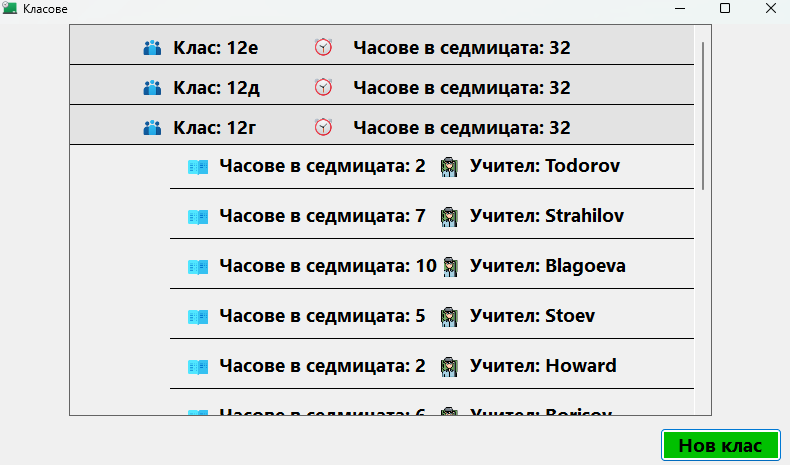 Класове
Клас: 12е Часове в седмицата: 32
Клас: 12д Часове в седмицата: 32
Клас: 12г Часове в седмицата: 32
Часове в седмицата: 2 Учител: Todorov
Часове в седмицата: 7 Учител: Strahilov
Часове в седмицата: 10 Учител: Blagoeva
Часове в седмицата: 5 Учител: Stoev
Часове в седмицата: 2 Учител: Howard
Часове в седмицата: 6 Учител: Borisov
Нов клас